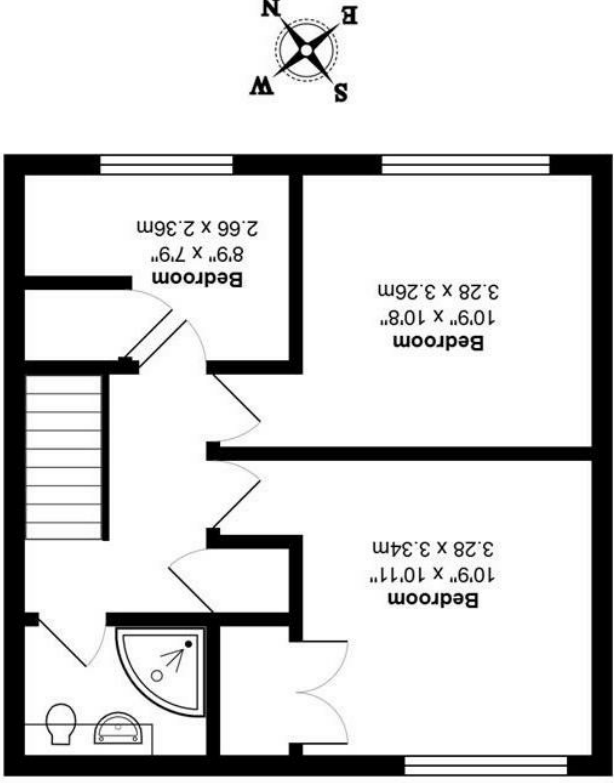 Bedroom
10'9" x 10'11"
3.28 x 3.34m
Bedroom
10'9" x 10'8"
3.28 x 3.26m
Bedroom
8'9" x 7'9"
2.66 x 2.36m
S W
E N